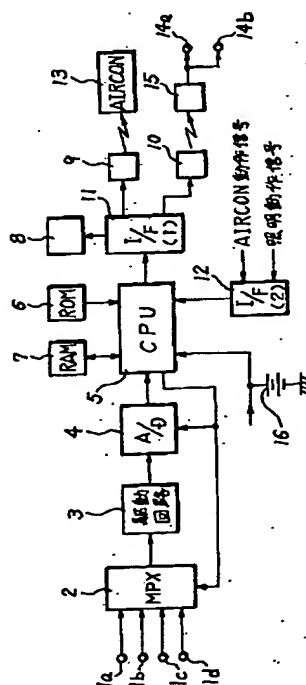 1a
1b
1c
1d
2
MPX
3
駆動
回路
4
A/D
5
CPU
7
RAM
6
ROM
8
11
I/F
(1)
9
10
13
AIRCON
15
14a
14b
12
I/F
(2)
AIRCON動作信号
照明動作信号
16